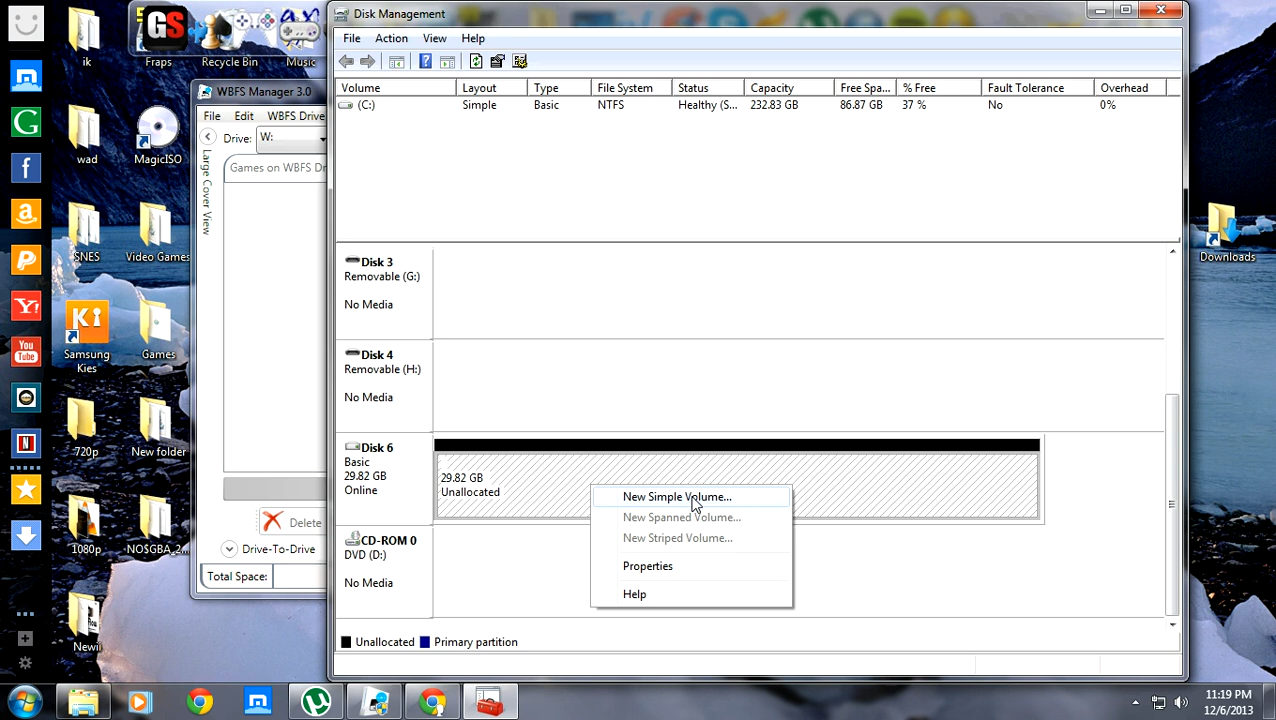 ik
GS
Fraps
Recycle Bin
Music
wad
MagicISO
SNES
Video Games
Ki
Samsung
Kies
Games
720p
New folder
1080p
NO$GBA_2...
Newii
Downloads
You
Tube
WBFS Manager 3.0
File Edit WBFS Drive
Drive: W:
Large Cover View
Games on WBFS Dr
Delete
Drive-To-Drive
Total Space:
Disk Management
File Action View Help
Volume Layout Type File System Status Capacity Free Spa... % Free Fault Tolerance Overhead
(C:) Simple Basic NTFS Healthy (S... 232.83 GB 86.87 GB 37 % No 0%
Disk 3
Removable (G:)
No Media
Disk 4
Removable (H:)
No Media
Disk 6
Basic
29.82 GB
Online
29.82 GB
Unallocated
New Simple Volume...
New Spanned Volume...
New Striped Volume...
Properties
Help
CD-ROM 0
DVD (D:)
No Media
Unallocated Primary partition
11:19 PM
12/6/2013